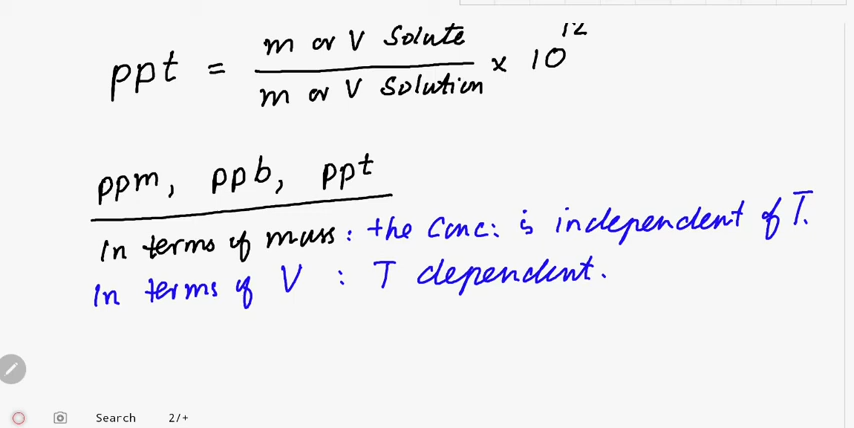 ppt = m or V Solute / m or V Solution × 10^12
ppm, ppb, ppt
In terms of mass: the Conc: is independent of T.
In terms of V : T dependent.
Search 2/+